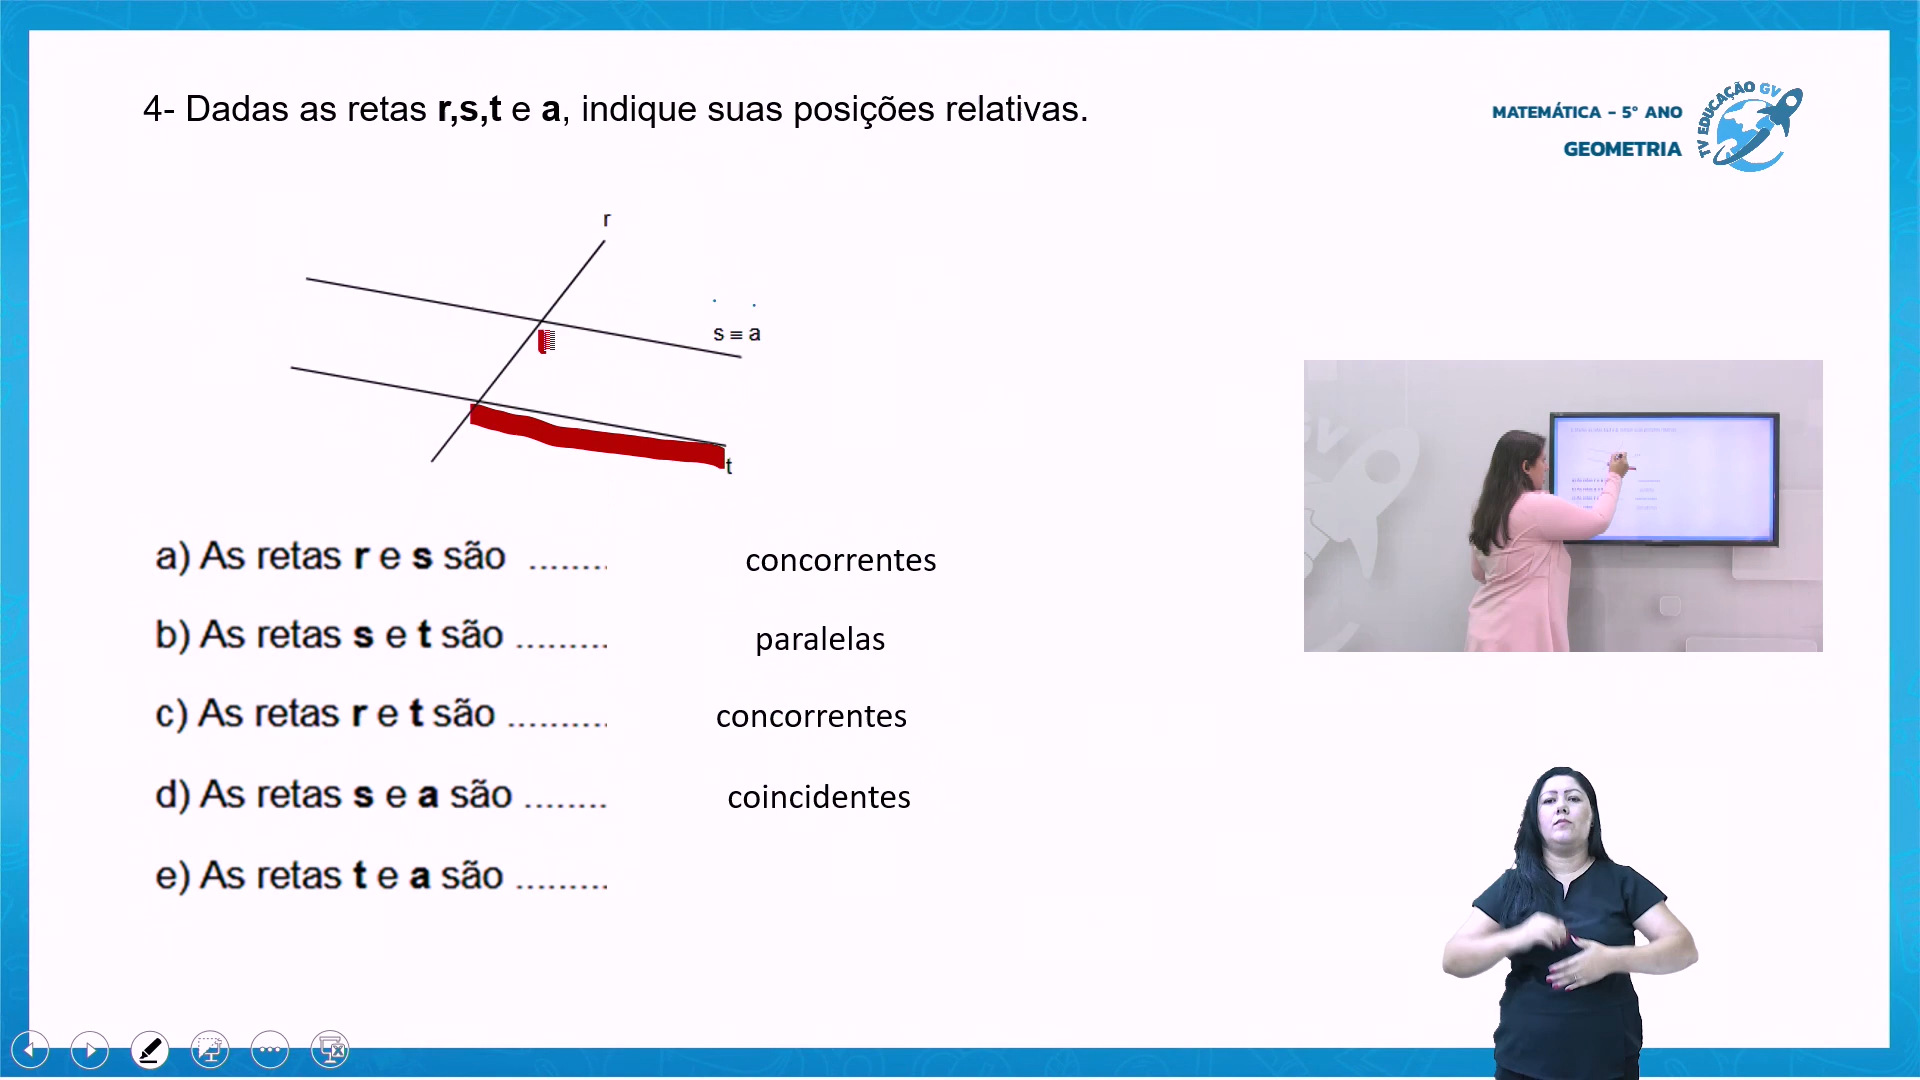 4- Dadas as retas r,s,t e a, indique suas posições relativas.
MATEMÁTICA - 5° ANO
GEOMETRIA
TV EDUCAÇÃO GV
r
s ≡ a
t
a) As retas r e s são ........ concorrentes
b) As retas s e t são ......... paralelas
c) As retas r e t são .......... concorrentes
d) As retas s e a são ........ coincidentes
e) As retas t e a são .........
GV